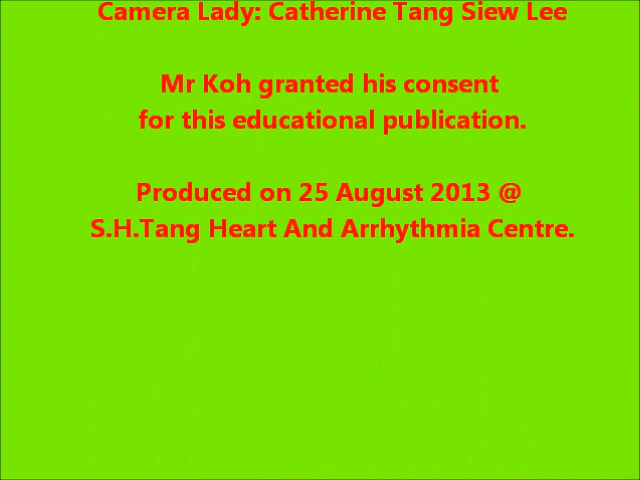 Camera Lady: Catherine Tang Siew Lee
Mr Koh granted his consent
for this educational publication.
Produced on 25 August 2013 @
S.H.Tang Heart And Arrhythmia Centre.